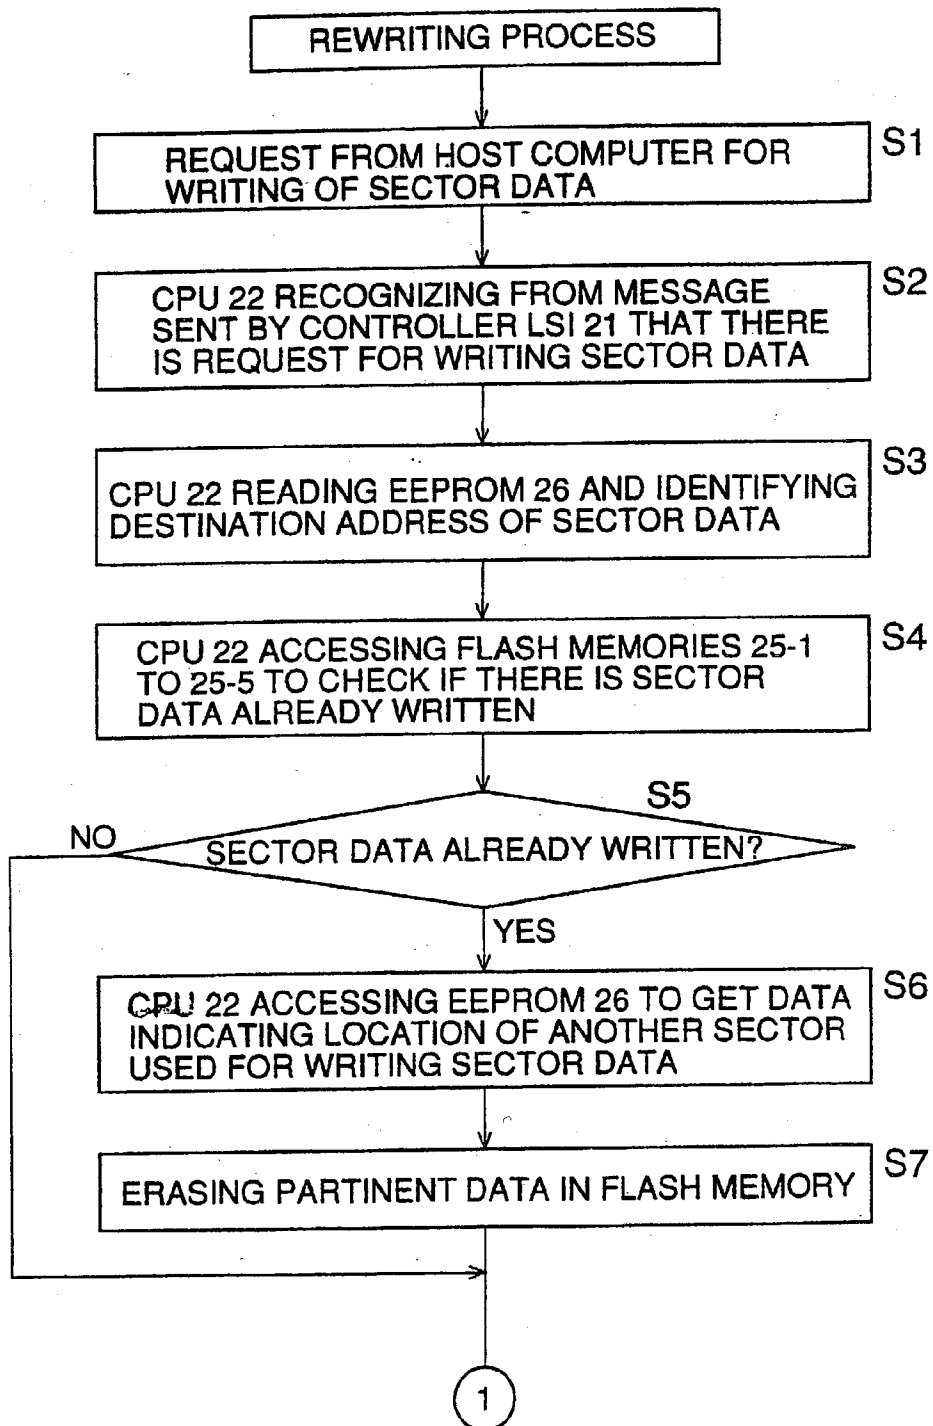 REWRITING PROCESS
S1
REQUEST FROM HOST COMPUTER FOR
WRITING OF SECTOR DATA
S2
CPU 22 RECOGNIZING FROM MESSAGE
SENT BY CONTROLLER LSI 21 THAT THERE
IS REQUEST FOR WRITING SECTOR DATA
S3
CPU 22 READING EEPROM 26 AND IDENTIFYING
DESTINATION ADDRESS OF SECTOR DATA
S4
CPU 22 ACCESSING FLASH MEMORIES 25-1
TO 25-5 TO CHECK IF THERE IS SECTOR
DATA ALREADY WRITTEN
S5
NO
SECTOR DATA ALREADY WRITTEN?
YES
S6
CPU 22 ACCESSING EEPROM 26 TO GET DATA
INDICATING LOCATION OF ANOTHER SECTOR
USED FOR WRITING SECTOR DATA
S7
ERASING PARTINENT DATA IN FLASH MEMORY
1